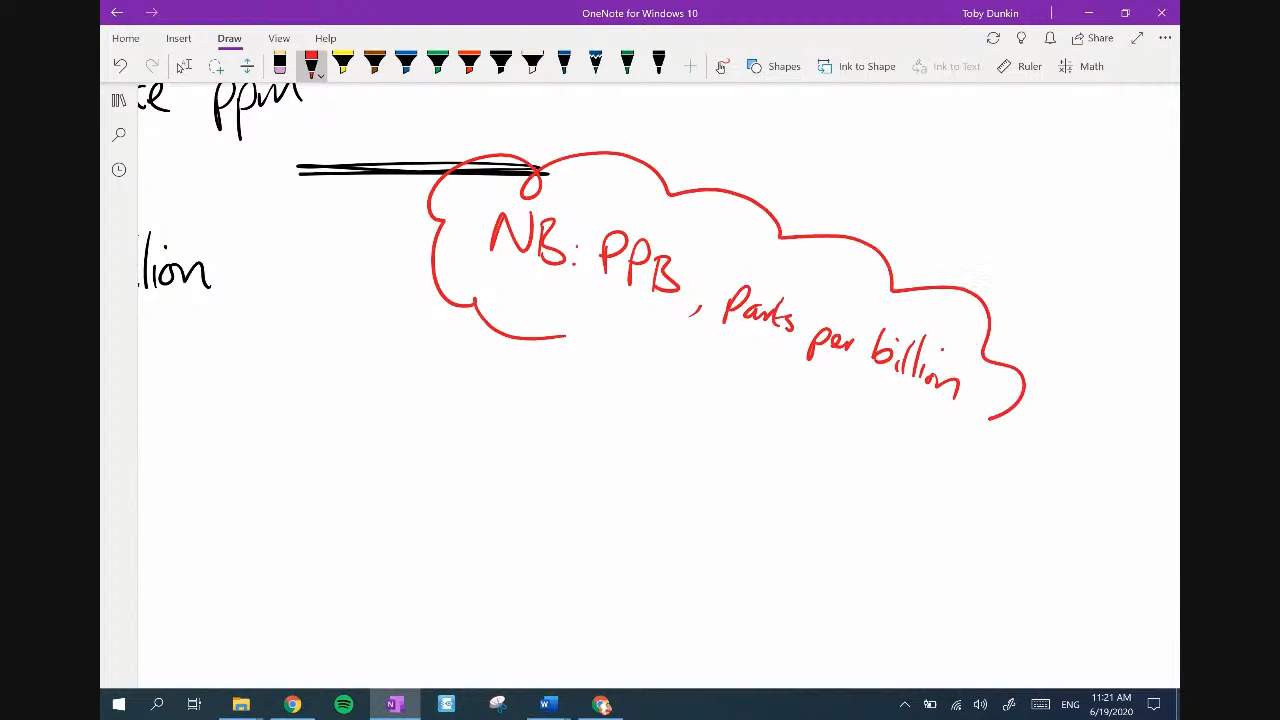 OneNote for Windows 10
Toby Dunkin
Home Insert Draw View Help
Share
Shapes Ink to Shape Ink to Text Ruler Math
ppm
NB: PPB, Parts per billion
llion
11:21 AM
ENG
6/19/2020